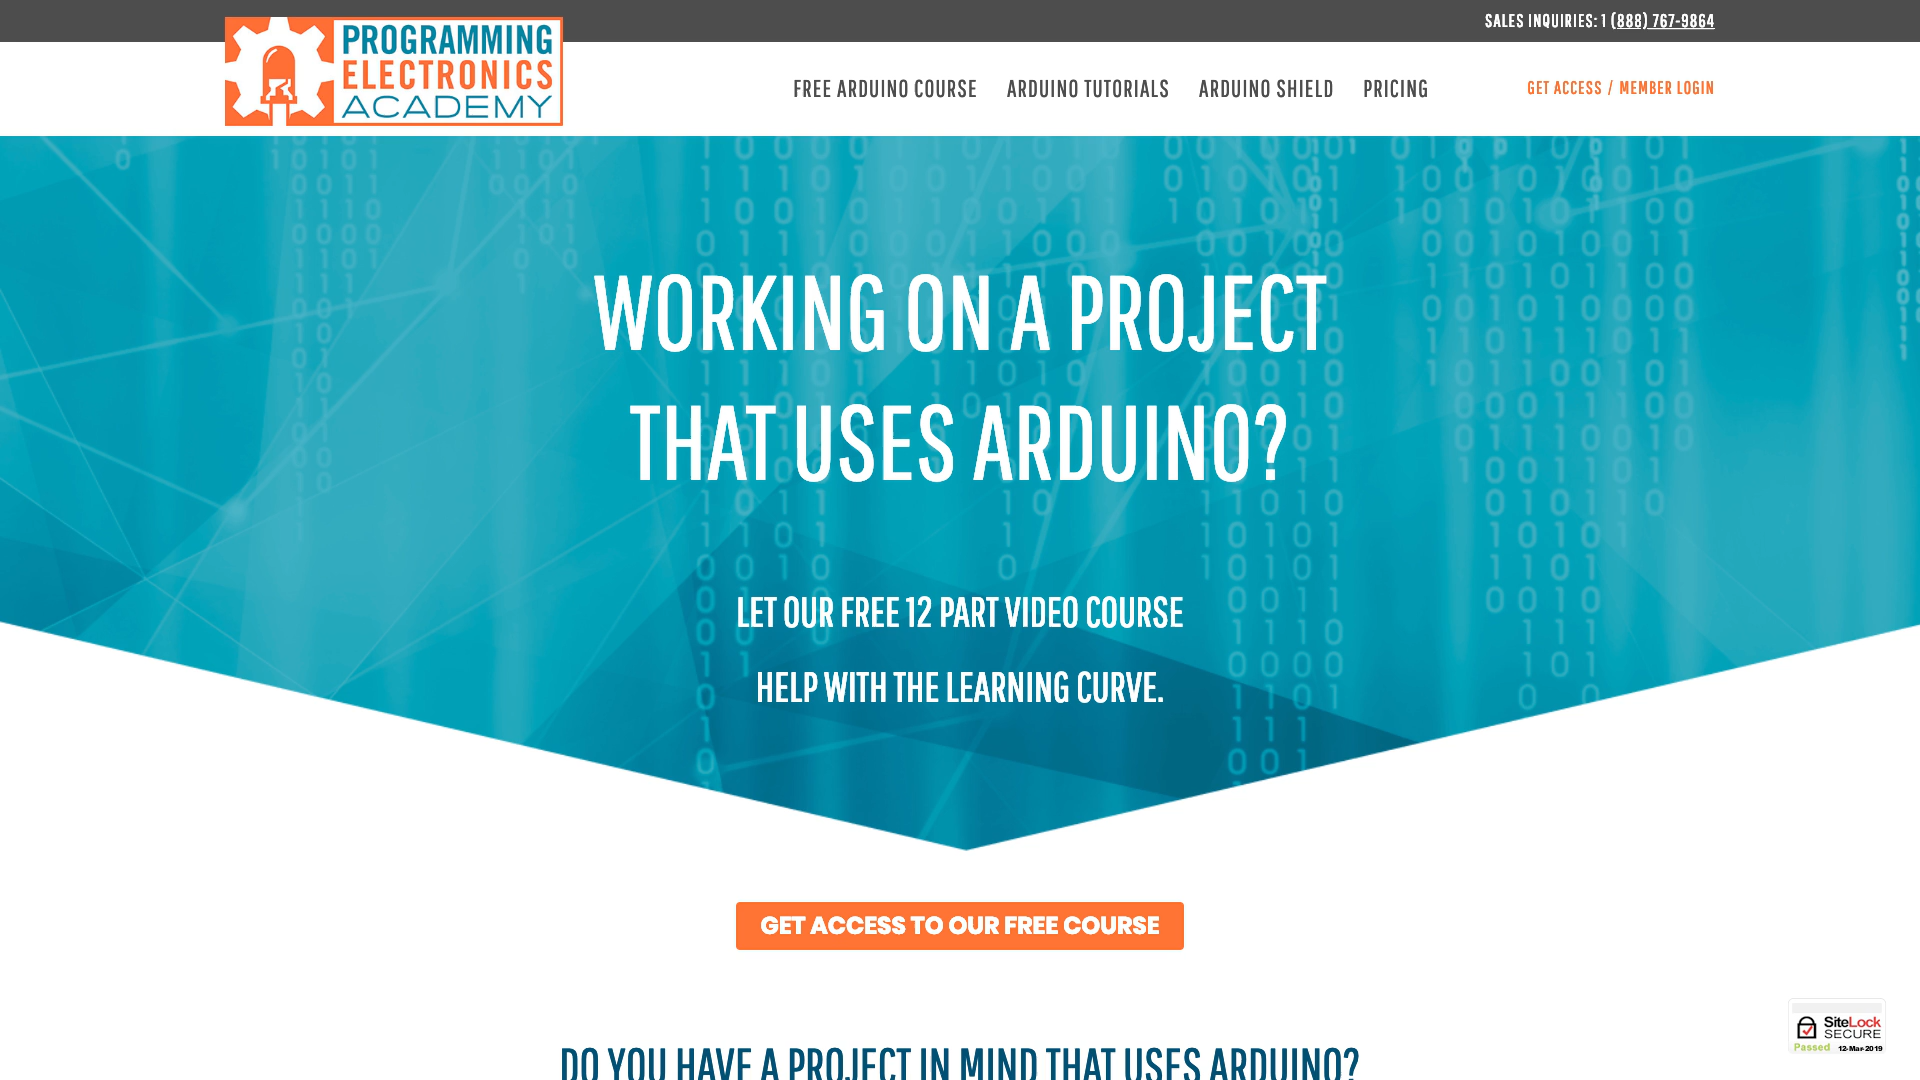 SALES INQUIRIES: 1 (888) 767-9864
PROGRAMMING
ELECTRONICS
ACADEMY
FREE ARDUINO COURSE ARDUINO TUTORIALS ARDUINO SHIELD PRICING GET ACCESS / MEMBER LOGIN
WORKING ON A PROJECT
THAT USES ARDUINO?
LET OUR FREE 12 PART VIDEO COURSE
HELP WITH THE LEARNING CURVE.
GET ACCESS TO OUR FREE COURSE
SiteLock
SECURE
Passed 12-Mar-2019
DO YOU HAVE A PROJECT IN MIND THAT USES ARDUINO?